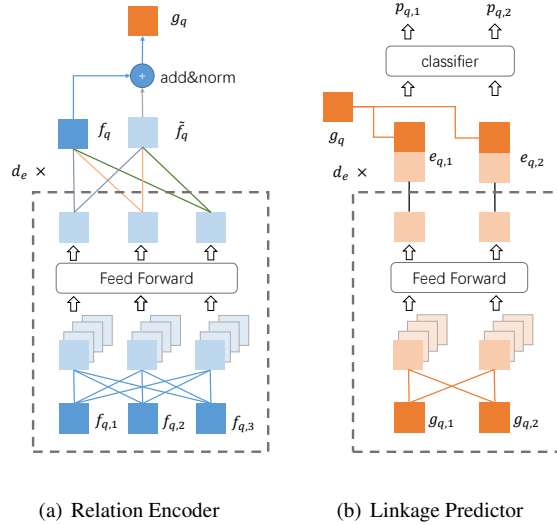 g_q
+
add&norm
f_q
\tilde{f}_q
d_e ×
Feed Forward
f_{q,1}
f_{q,2}
f_{q,3}
(a) Relation Encoder
p_{q,1}
p_{q,2}
classifier
g_q
e_{q,1}
e_{q,2}
d_e ×
Feed Forward
g_{q,1}
g_{q,2}
(b) Linkage Predictor